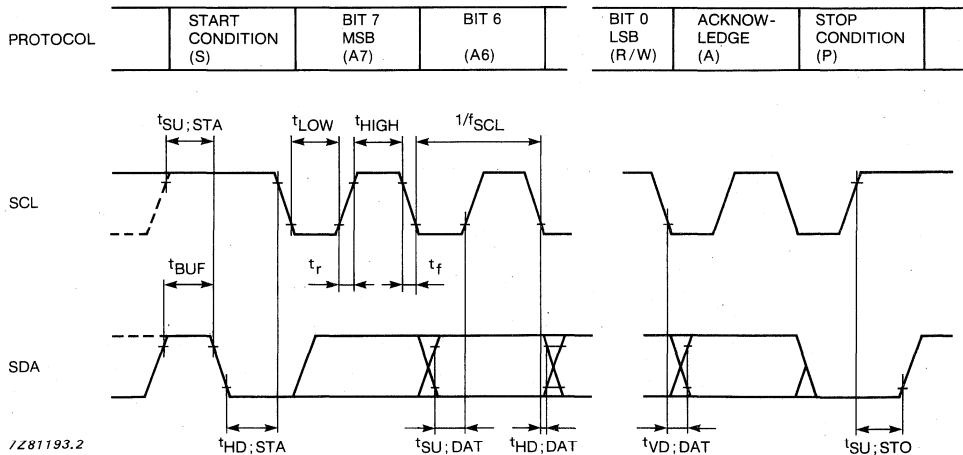 PROTOCOL
START CONDITION (S)
BIT 7 MSB (A7)
BIT 6 (A6)
BIT 0 LSB (R/W)
ACKNOW-LEDGE (A)
STOP CONDITION (P)
tSU;STA
tLOW
tHIGH
1/fSCL
SCL
tBUF
tr
tf
SDA
tHD;STA
tSU;DAT
tHD;DAT
tVD;DAT
tSU;STO
7Z81193.2